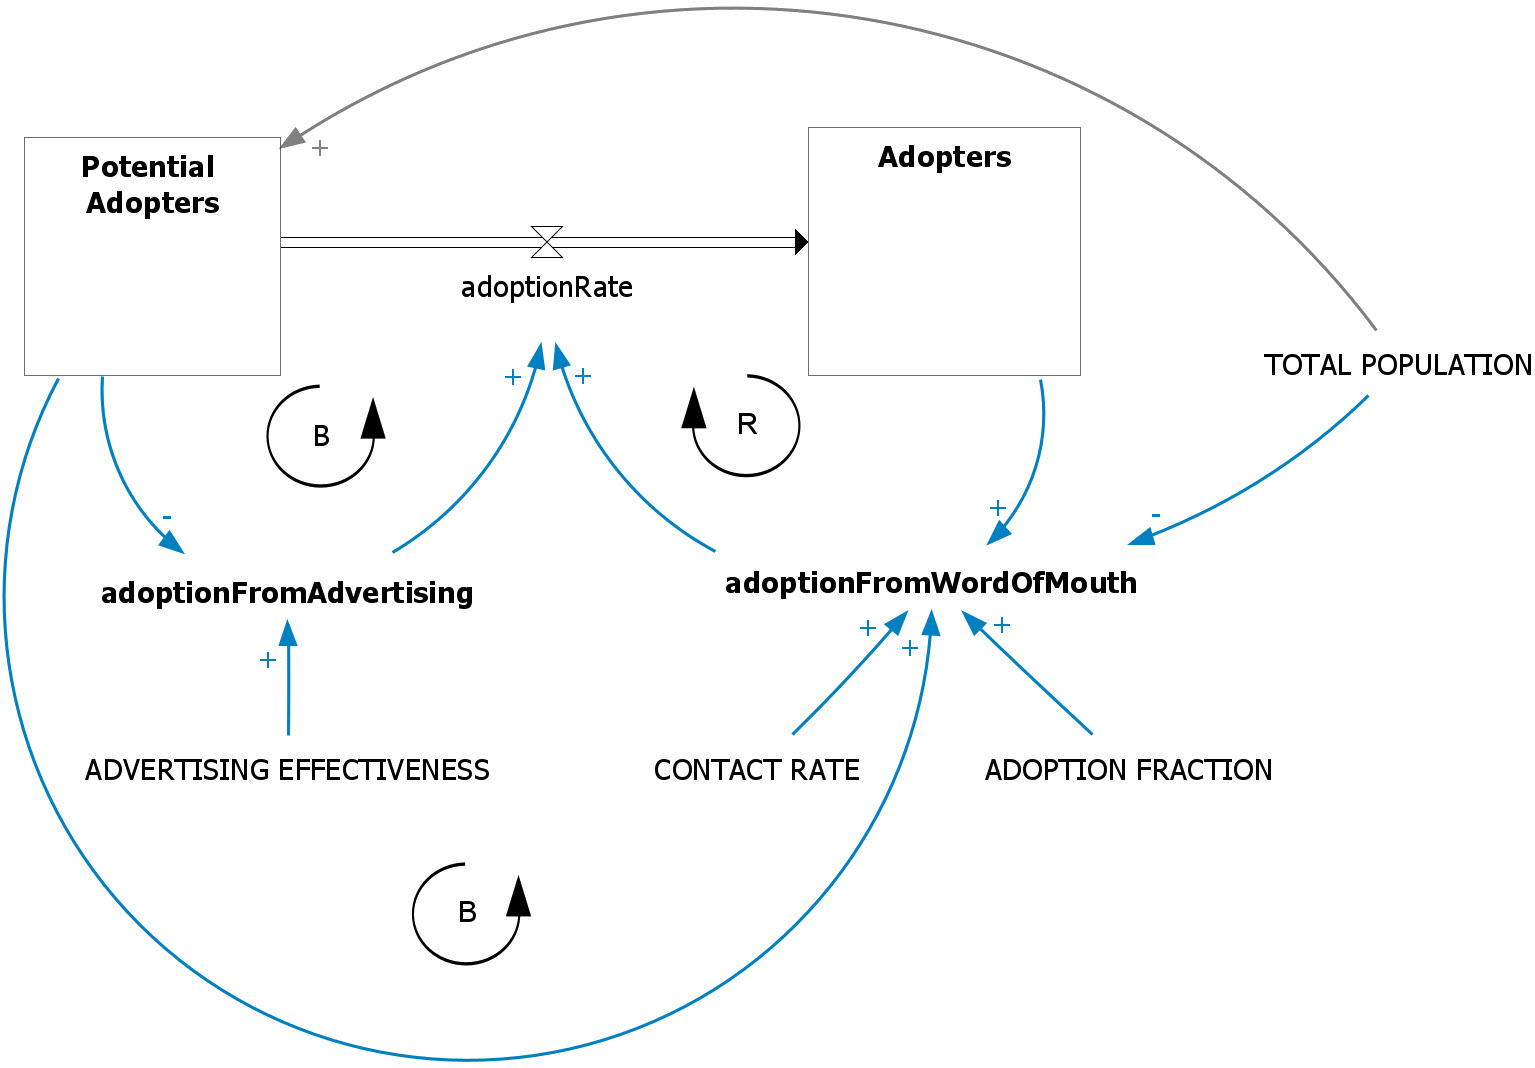 +
Potential
Adopters
Adopters
adoptionRate
TOTAL POPULATION
+
+
B
R
-
+
-
adoptionFromAdvertising
adoptionFromWordOfMouth
+
+
+
+
ADVERTISING EFFECTIVENESS
CONTACT RATE
ADOPTION FRACTION
B